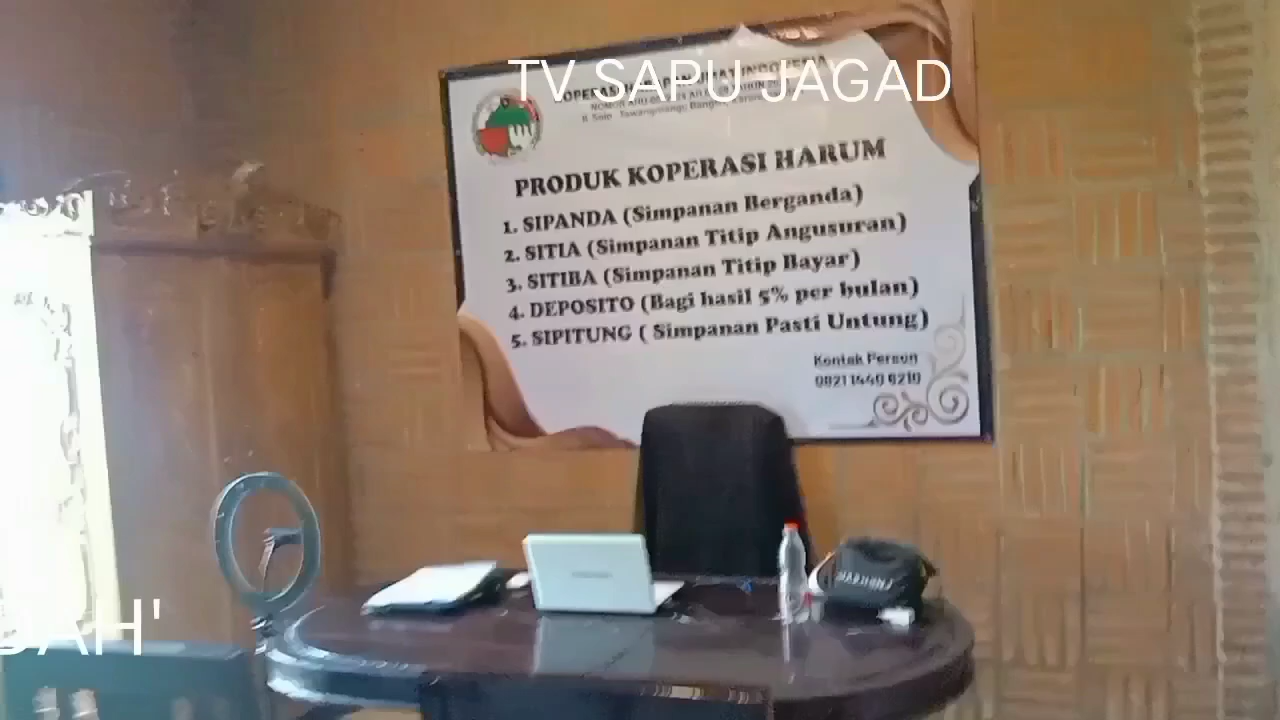 TV SAPU JAGAD
PRODUK KOPERASI HARUM
1. SIPANDA (Simpanan Berganda)
2. SITIA (Simpanan Titip Angusuran)
3. SITIBA (Simpanan Titip Bayar)
4. DEPOSITO (Bagi hasil 5% per bulan)
5. SIPITUNG ( Simpanan Pasti Untung)
Kontak Person
0821 1440 6210
JAH'